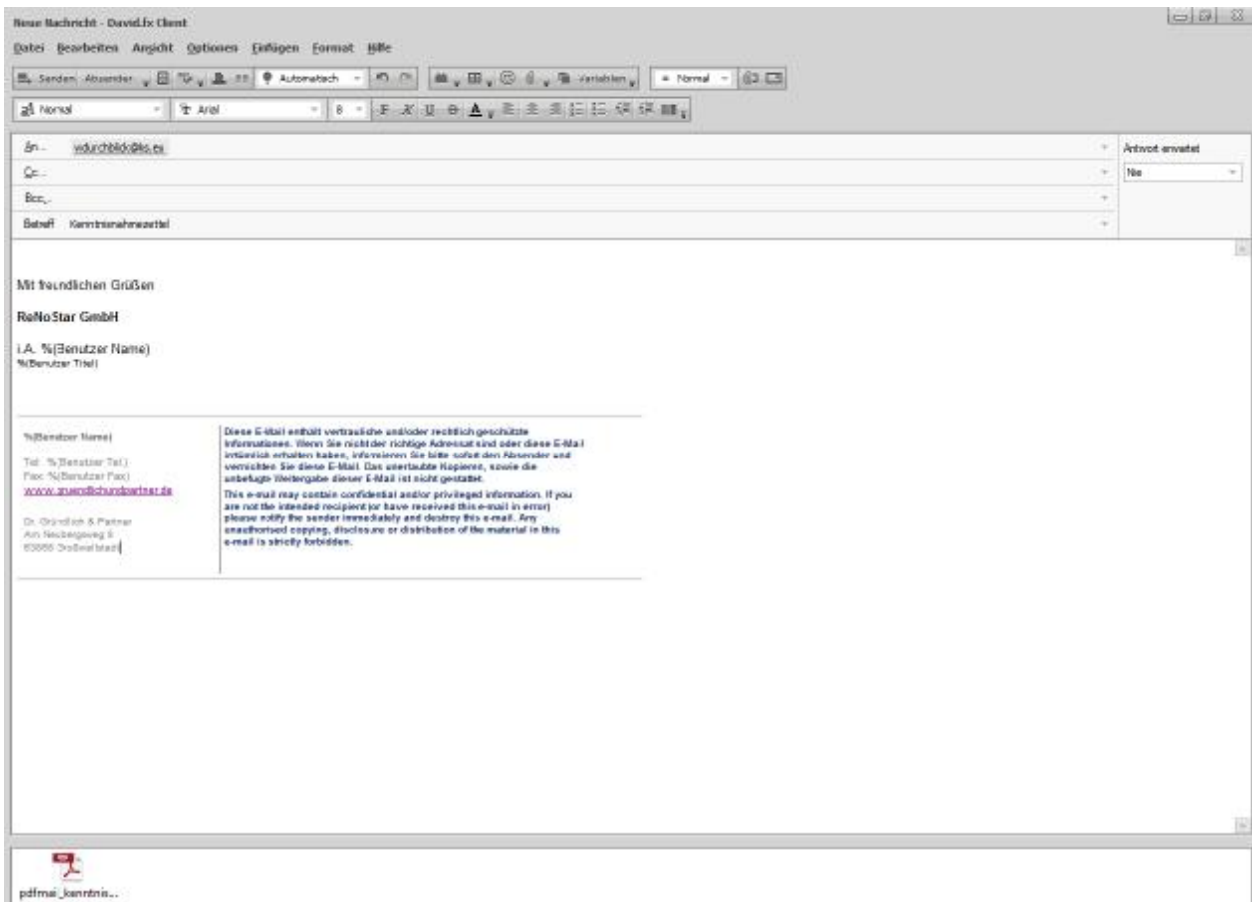 Neue Nachricht - David.fx Client
Datei Bearbeiten Ansicht Optionen Einfügen Format Hilfe
Senden Absender Automatisch Variablen Normal
Normal Arial 8 F K U
An...
Antwort erwartet
Cc...
Nie
Bcc...
Betreff Kenntnisnahmezettel
Mit freundlichen Grüßen
ReNoStar GmbH
i.A. %(Benutzer Name)
%(Benutzer Titel)
%(Benutzer Name)
Tel: %(Benutzer Tel)
Fax: %(Benutzer Fax)
www.gruendlichundpartner.de
Dr. Gründlich & Partner
Am Neubergsweg 5
Großwallstadt
Diese E-Mail enthält vertrauliche und/oder rechtlich geschützte
Informationen. Wenn Sie nicht der richtige Adressat sind oder diese E-Mail
irrtümlich erhalten haben, informieren Sie bitte sofort den Absender und
vernichten Sie diese E-Mail. Das unerlaubte Kopieren, sowie die
unbefugte Weitergabe dieser E-Mail ist nicht gestattet.
This e-mail may contain confidential and/or privileged information. If you
are not the intended recipient (or have received this e-mail in error)
please notify the sender immediately and destroy this e-mail. Any
unauthorised copying, disclosure or distribution of the material in this
e-mail is strictly forbidden.
pdfmail_kenntnis...